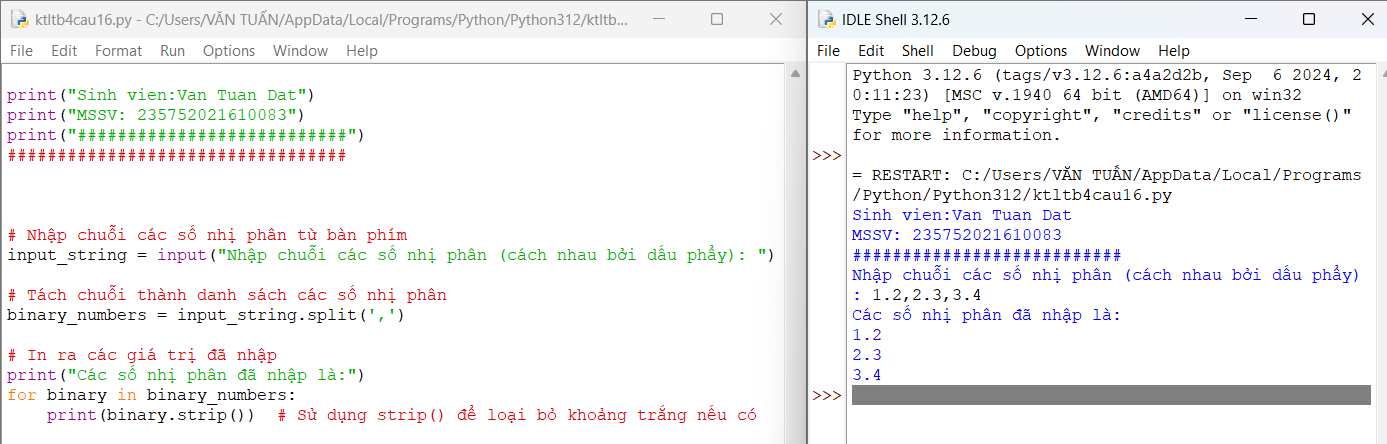 ktltb4cau16.py - C:/Users/VĂN TUẤN/AppData/Local/Programs/Python/Python312/ktltb...
File Edit Format Run Options Window Help
print("Sinh vien:Van Tuan Dat")
print("MSSV: 235752021610083")
print("###########################")
##################################
# Nhập chuỗi các số nhị phân từ bàn phím
input_string = input("Nhập chuỗi các số nhị phân (cách nhau bởi dấu phẩy): ")
# Tách chuỗi thành danh sách các số nhị phân
binary_numbers = input_string.split(',')
# In ra các giá trị đã nhập
print("Các số nhị phân đã nhập là:")
for binary in binary_numbers:
    print(binary.strip())  # Sử dụng strip() để loại bỏ khoảng trắng nếu có
IDLE Shell 3.12.6
File Edit Shell Debug Options Window Help
Python 3.12.6 (tags/v3.12.6:a4a2d2b, Sep  6 2024, 2
0:11:23) [MSC v.1940 64 bit (AMD64)] on win32
Type "help", "copyright", "credits" or "license()"
for more information.
>>>
= RESTART: C:/Users/VĂN TUẤN/AppData/Local/Programs
/Python/Python312/ktltb4cau16.py
Sinh vien:Van Tuan Dat
MSSV: 235752021610083
###########################
Nhập chuỗi các số nhị phân (cách nhau bởi dấu phẩy)
: 1.2,2.3,3.4
Các số nhị phân đã nhập là:
1.2
2.3
3.4
>>>